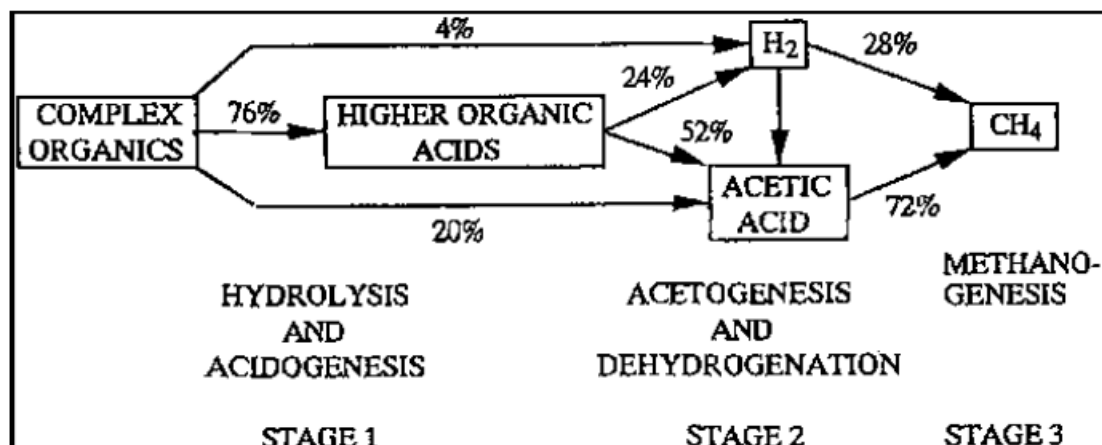 4%
H₂
28%
24%
COMPLEX
ORGANICS
76%
HIGHER ORGANIC
ACIDS
52%
CH₄
ACETIC
ACID
72%
20%
HYDROLYSIS
AND
ACIDOGENESIS
ACETOGENESIS
AND
DEHYDROGENATION
METHANO-
GENESIS
STAGE 1
STAGE 2
STAGE 3